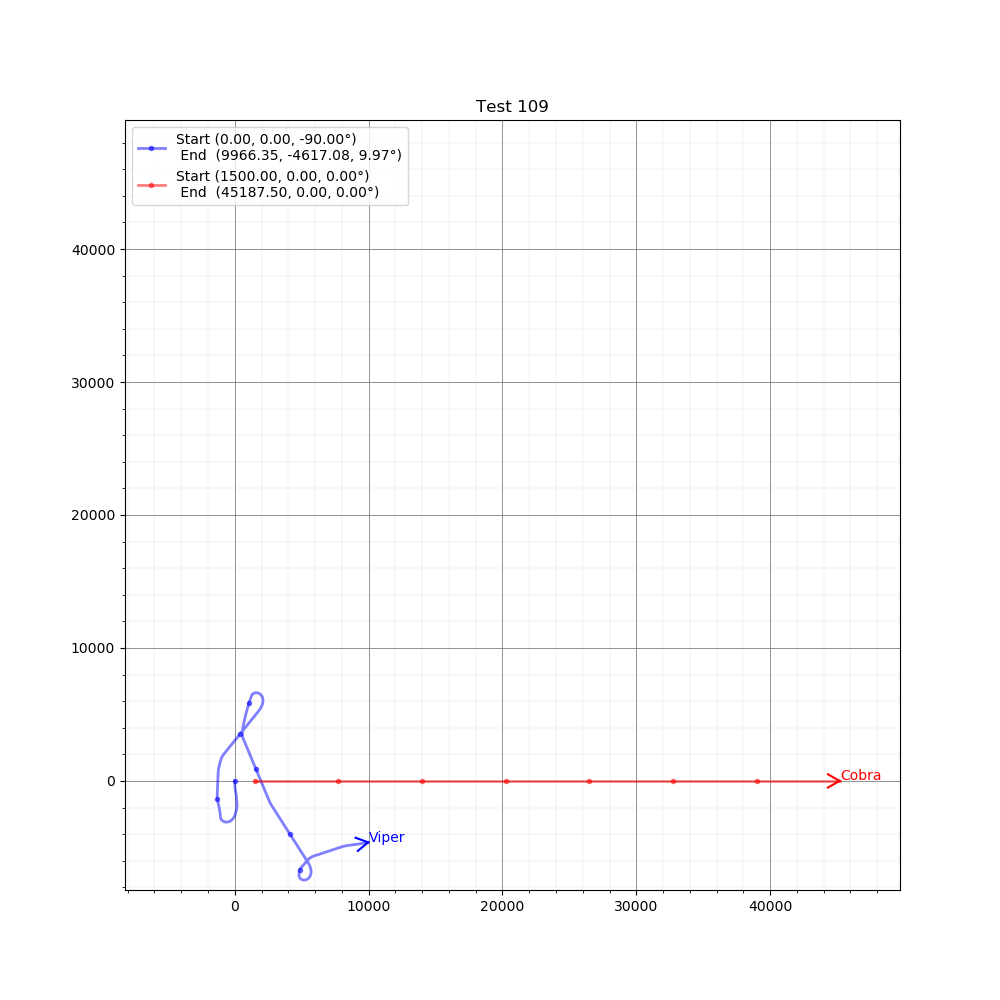 Test 109
Start (0.00, 0.00, -90.00°)
End (9966.35, -4617.08, 9.97°)
Start (1500.00, 0.00, 0.00°)
End (45187.50, 0.00, 0.00°)
40000
30000
20000
10000
0
Cobra
Viper
0 10000 20000 30000 40000